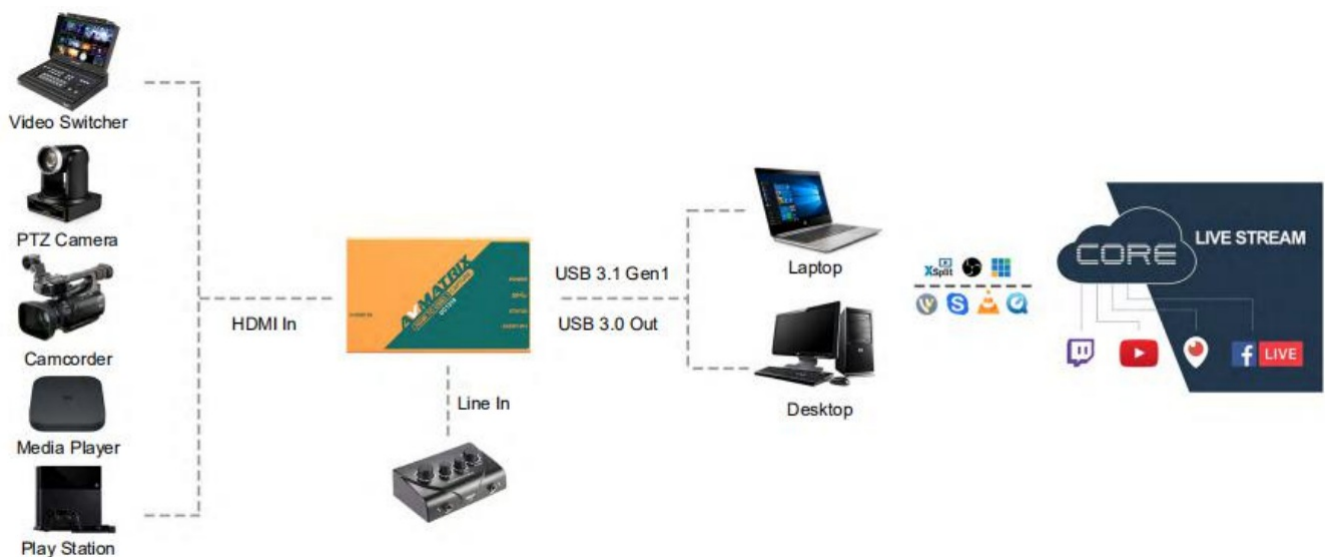 Video Switcher
PTZ Camera
Camcorder
Media Player
Play Station
HDMI In
AVMATRIX
Line In
USB 3.1 Gen1
USB 3.0 Out
Laptop
Desktop
XSplit
CORE
LIVE STREAM
f LIVE